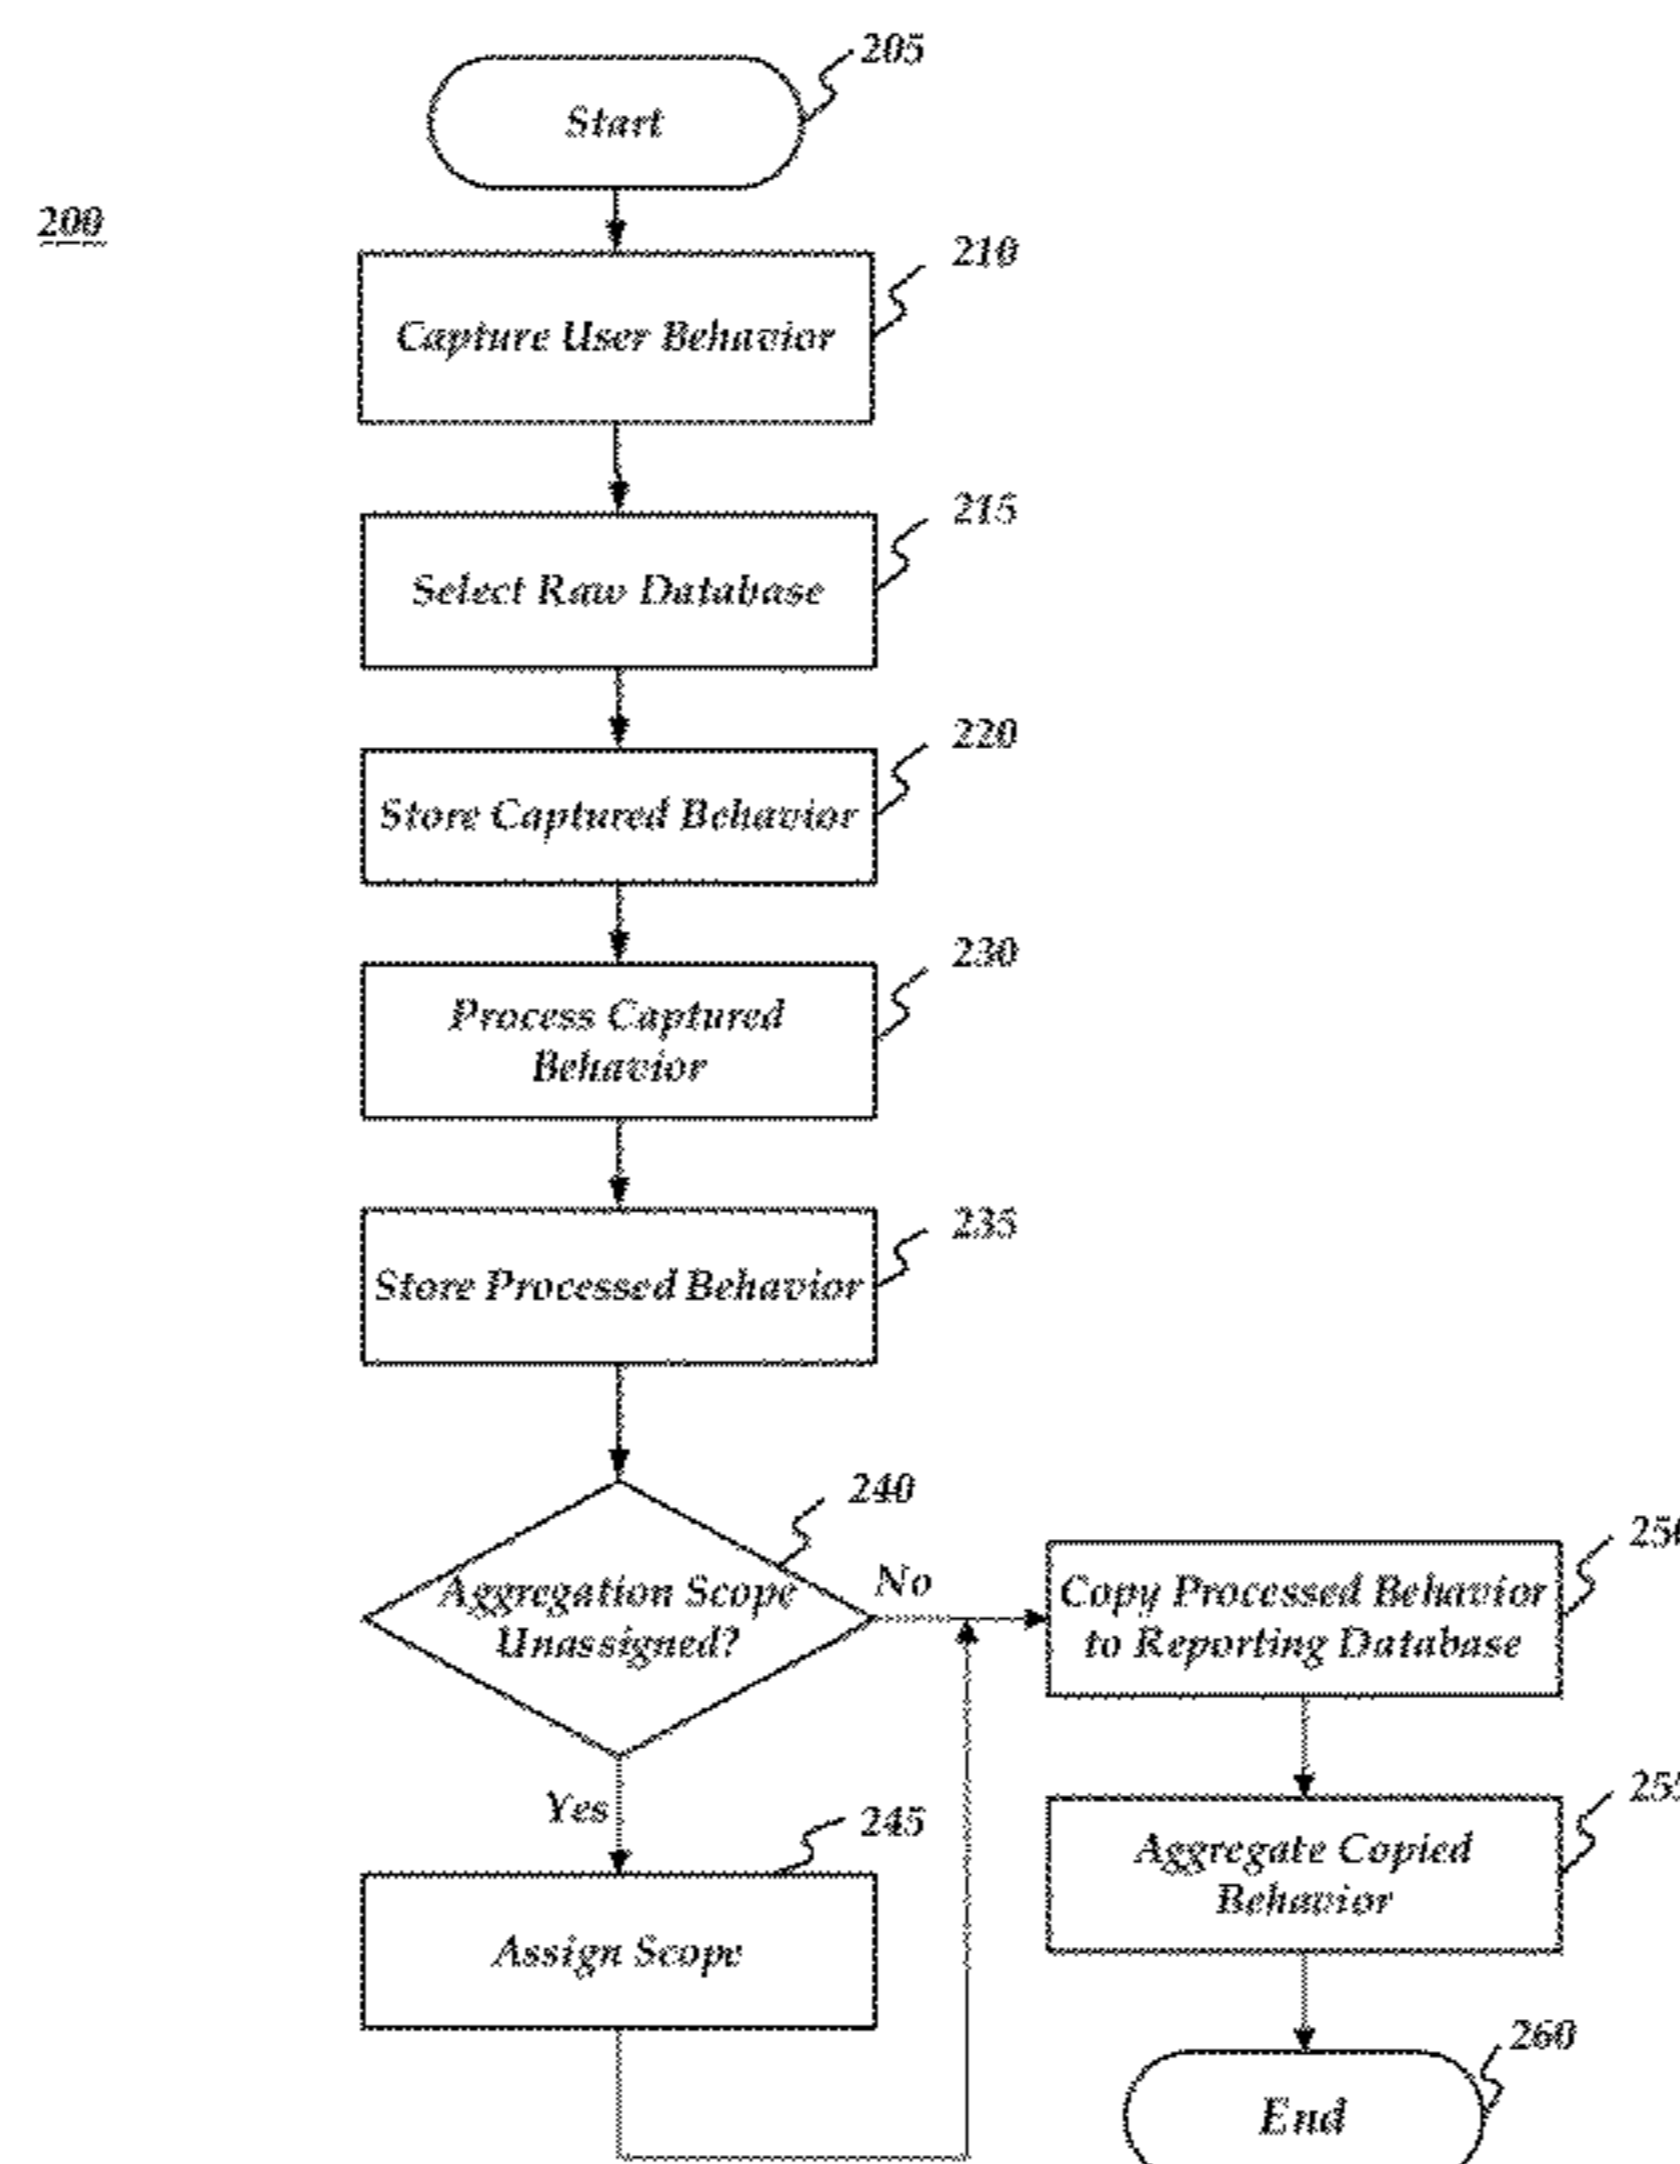 205
Start
200
210
Capture User Behavior
215
Select Raw Database
220
Store Captured Behavior
230
Process Captured
Behavior
235
Store Processed Behavior
240
Aggregation Scope
Unassigned?
No
Yes
245
Assign Scope
Copy Processed Behavior
to Reporting Database
Aggregate Copied
Behavior
260
End